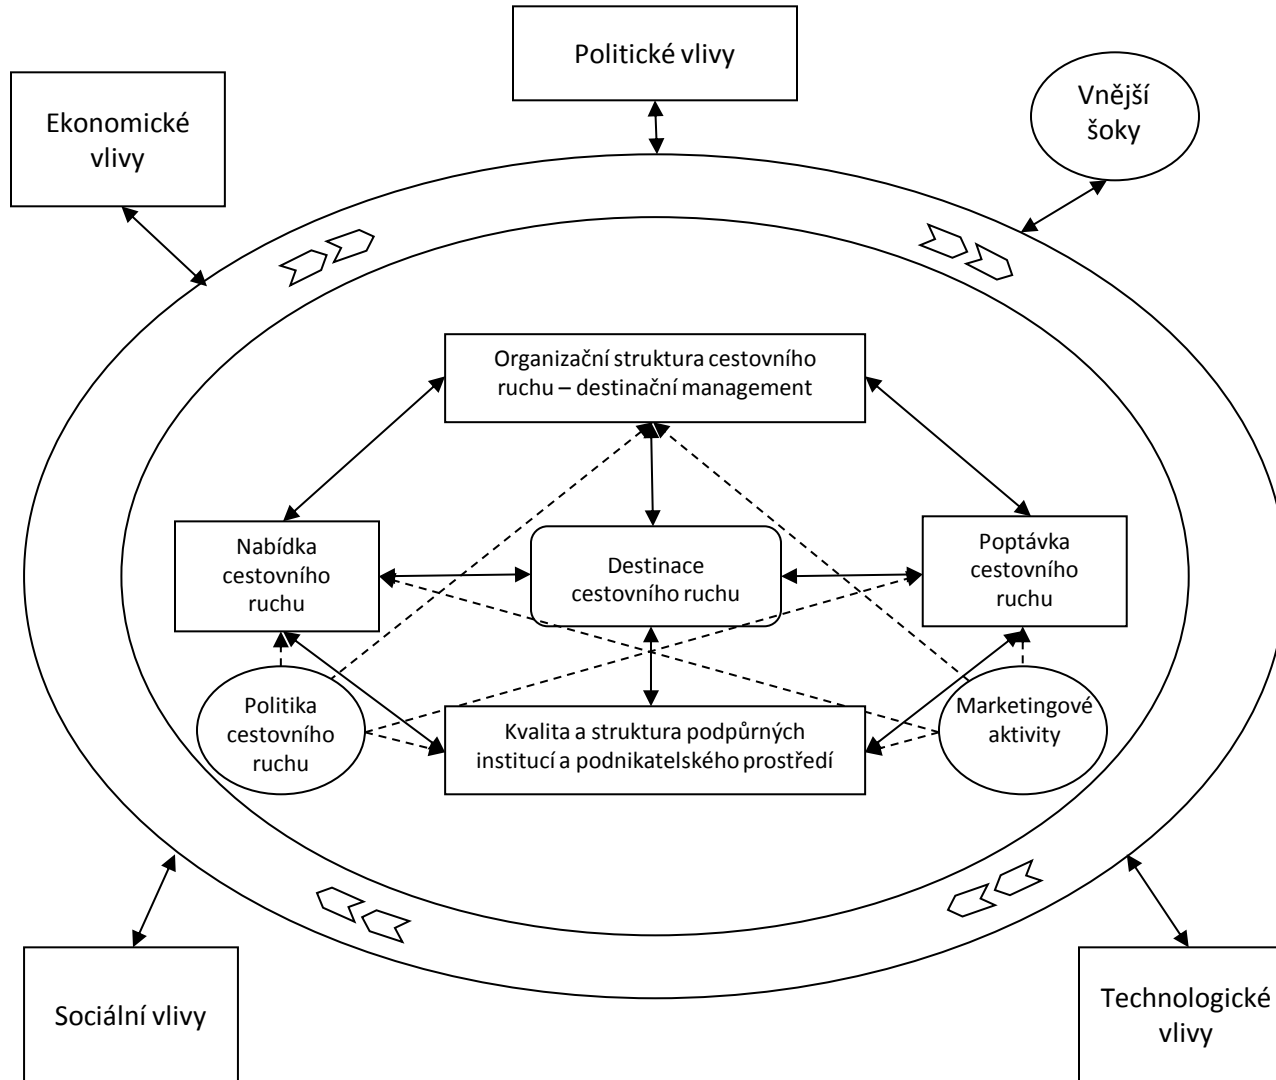 Politické vlivy
Ekonomické
vlivy
Vnější
šoky
Organizační struktura cestovního
ruchu – destinační management
Nabídka
cestovního
ruchu
Destinace
cestovního ruchu
Poptávka
cestovního
ruchu
Politika
cestovního
ruchu
Kvalita a struktura podpůrných
institucí a podnikatelského prostředí
Marketingové
aktivity
Sociální vlivy
Technologické
vlivy